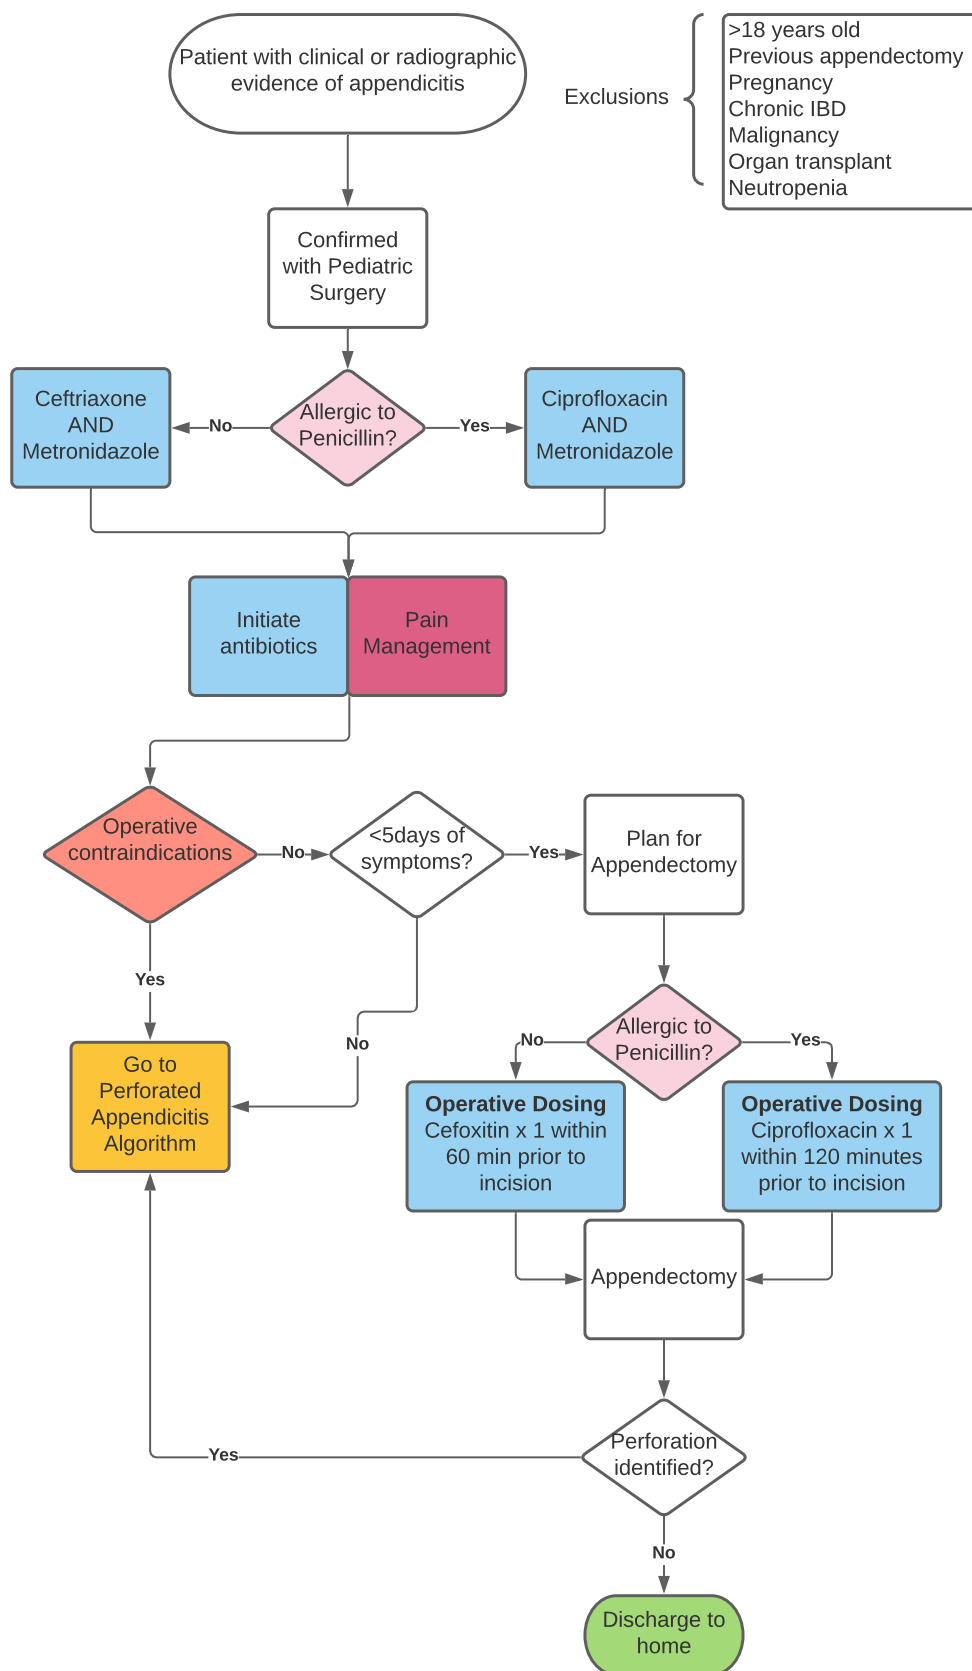 Patient with clinical or radiographic
evidence of appendicitis
Exclusions
>18 years old
Previous appendectomy
Pregnancy
Chronic IBD
Malignancy
Organ transplant
Neutropenia
Confirmed
with Pediatric
Surgery
Ceftriaxone
AND
Metronidazole
No
Allergic to
Penicillin?
Yes
Ciprofloxacin
AND
Metronidazole
Initiate
antibiotics
Pain
Management
Operative
contraindications
No
<5days of
symptoms?
Yes
Plan for
Appendectomy
Yes
No
Go to
Perforated
Appendicitis
Algorithm
No
Allergic to
Penicillin?
Yes
Operative Dosing
Cefoxitin x 1 within
60 min prior to
incision
Operative Dosing
Ciprofloxacin x 1
within 120 minutes
prior to incision
Appendectomy
Yes
Perforation
identified?
No
Discharge to
home